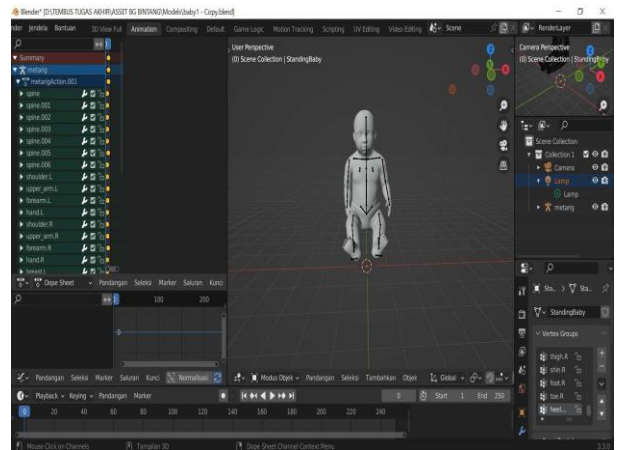 Blender* [D:\TEMBUS TUGAS AKHIR\ASSET BG BINTANG\Models\baby1 - Copy.blend]
nder Jendela Bantuan 3D View Full Animation Compositing Default Game Logic Motion Tracking Scripting UV Editing Video Editing Scene RenderLayer
Summary
metarig
metarigAction.001
spine
spine.001
spine.002
spine.003
spine.004
spine.005
spine.006
shoulder.L
upper_arm.L
forearm.L
hand.L
shoulder.R
upper_arm.R
forearm.R
hand.R
breast.L
Dope Sheet Pandangan Seleksi Marker Saluran Kunci
0 100 200
Pandangan Seleksi Marker Saluran Kunci Normalisasi
User Perspective
(0) Scene Collection | StandingBaby
Modus Objek Pandangan Seleksi Tambahkan Objek Global
Camera Perspective
(0) Scene Collection | StandingBaby
Scene Collection
Collection 1
Camera
Lamp
Lamp
metarig
Sta... Sta...
StandingBaby
Vertex Groups
thigh.R
shin.R
foot.R
toe.R
heel...
Playback Keying Pandangan Marker 0 Start 1 End 250
0 20 40 60 80 100 120 140 160 180 200 220 240
Mouse Click on Channels Tampilan 3D Dope Sheet Channel Context Menu 3.3.0